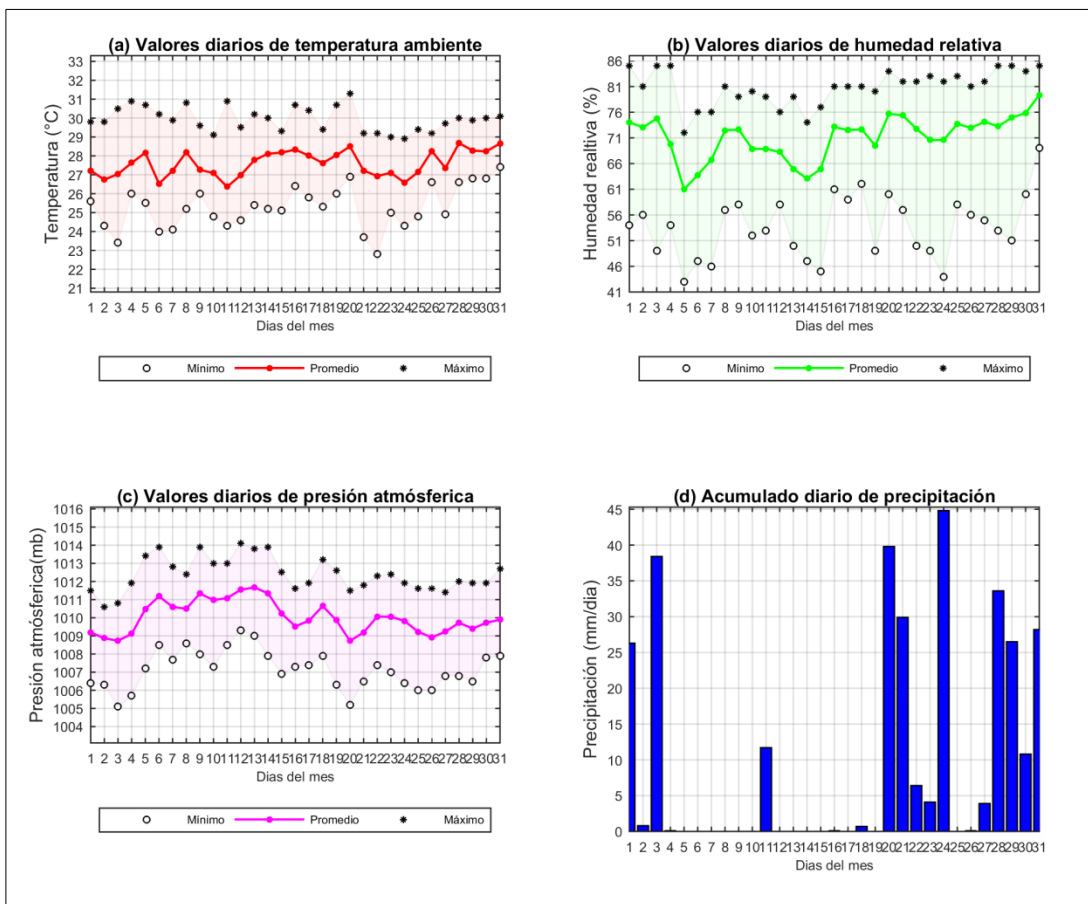 (a) Valores diarios de temperatura ambiente
33
32
31
30
29
28
27
26
25
24
23
22
21
Temperatura (°C)
1 2 3 4 5 6 7 8 9 10 11 12 13 14 15 16 17 18 19 20 21 22 23 24 25 26 27 28 29 30 31
Dias del mes
Mínimo Promedio Máximo
(b) Valores diarios de humedad relativa
86
81
76
71
66
61
56
51
46
41
Humedad realtiva (%)
1 2 3 4 5 6 7 8 9 10 11 12 13 14 15 16 17 18 19 20 21 22 23 24 25 26 27 28 29 30 31
Dias del mes
Mínimo Promedio Máximo
(c) Valores diarios de presión atmósferica
1016
1015
1014
1013
1012
1011
1010
1009
1008
1007
1006
1005
1004
Presión atmósferica(mb)
1 2 3 4 5 6 7 8 9 10 11 12 13 14 15 16 17 18 19 20 21 22 23 24 25 26 27 28 29 30 31
Dias del mes
Mínimo Promedio Máximo
(d) Acumulado diario de precipitación
45
40
35
30
25
20
15
10
5
0
Precipitación (mm/dia)
1 2 3 4 5 6 7 8 9 10 11 12 13 14 15 16 17 18 19 20 21 22 23 24 25 26 27 28 29 30 31
Dias del mes